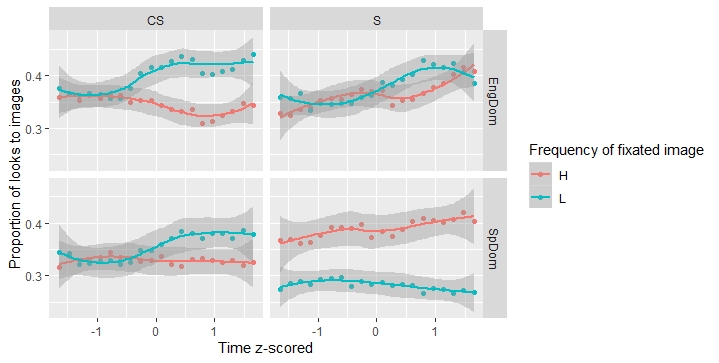 CS
S
Proportion of looks to images
0.4
0.3
0.4
0.3
EngDom
SpDom
-1
0
1
-1
0
1
Time z-scored
Frequency of fixated image
H
L